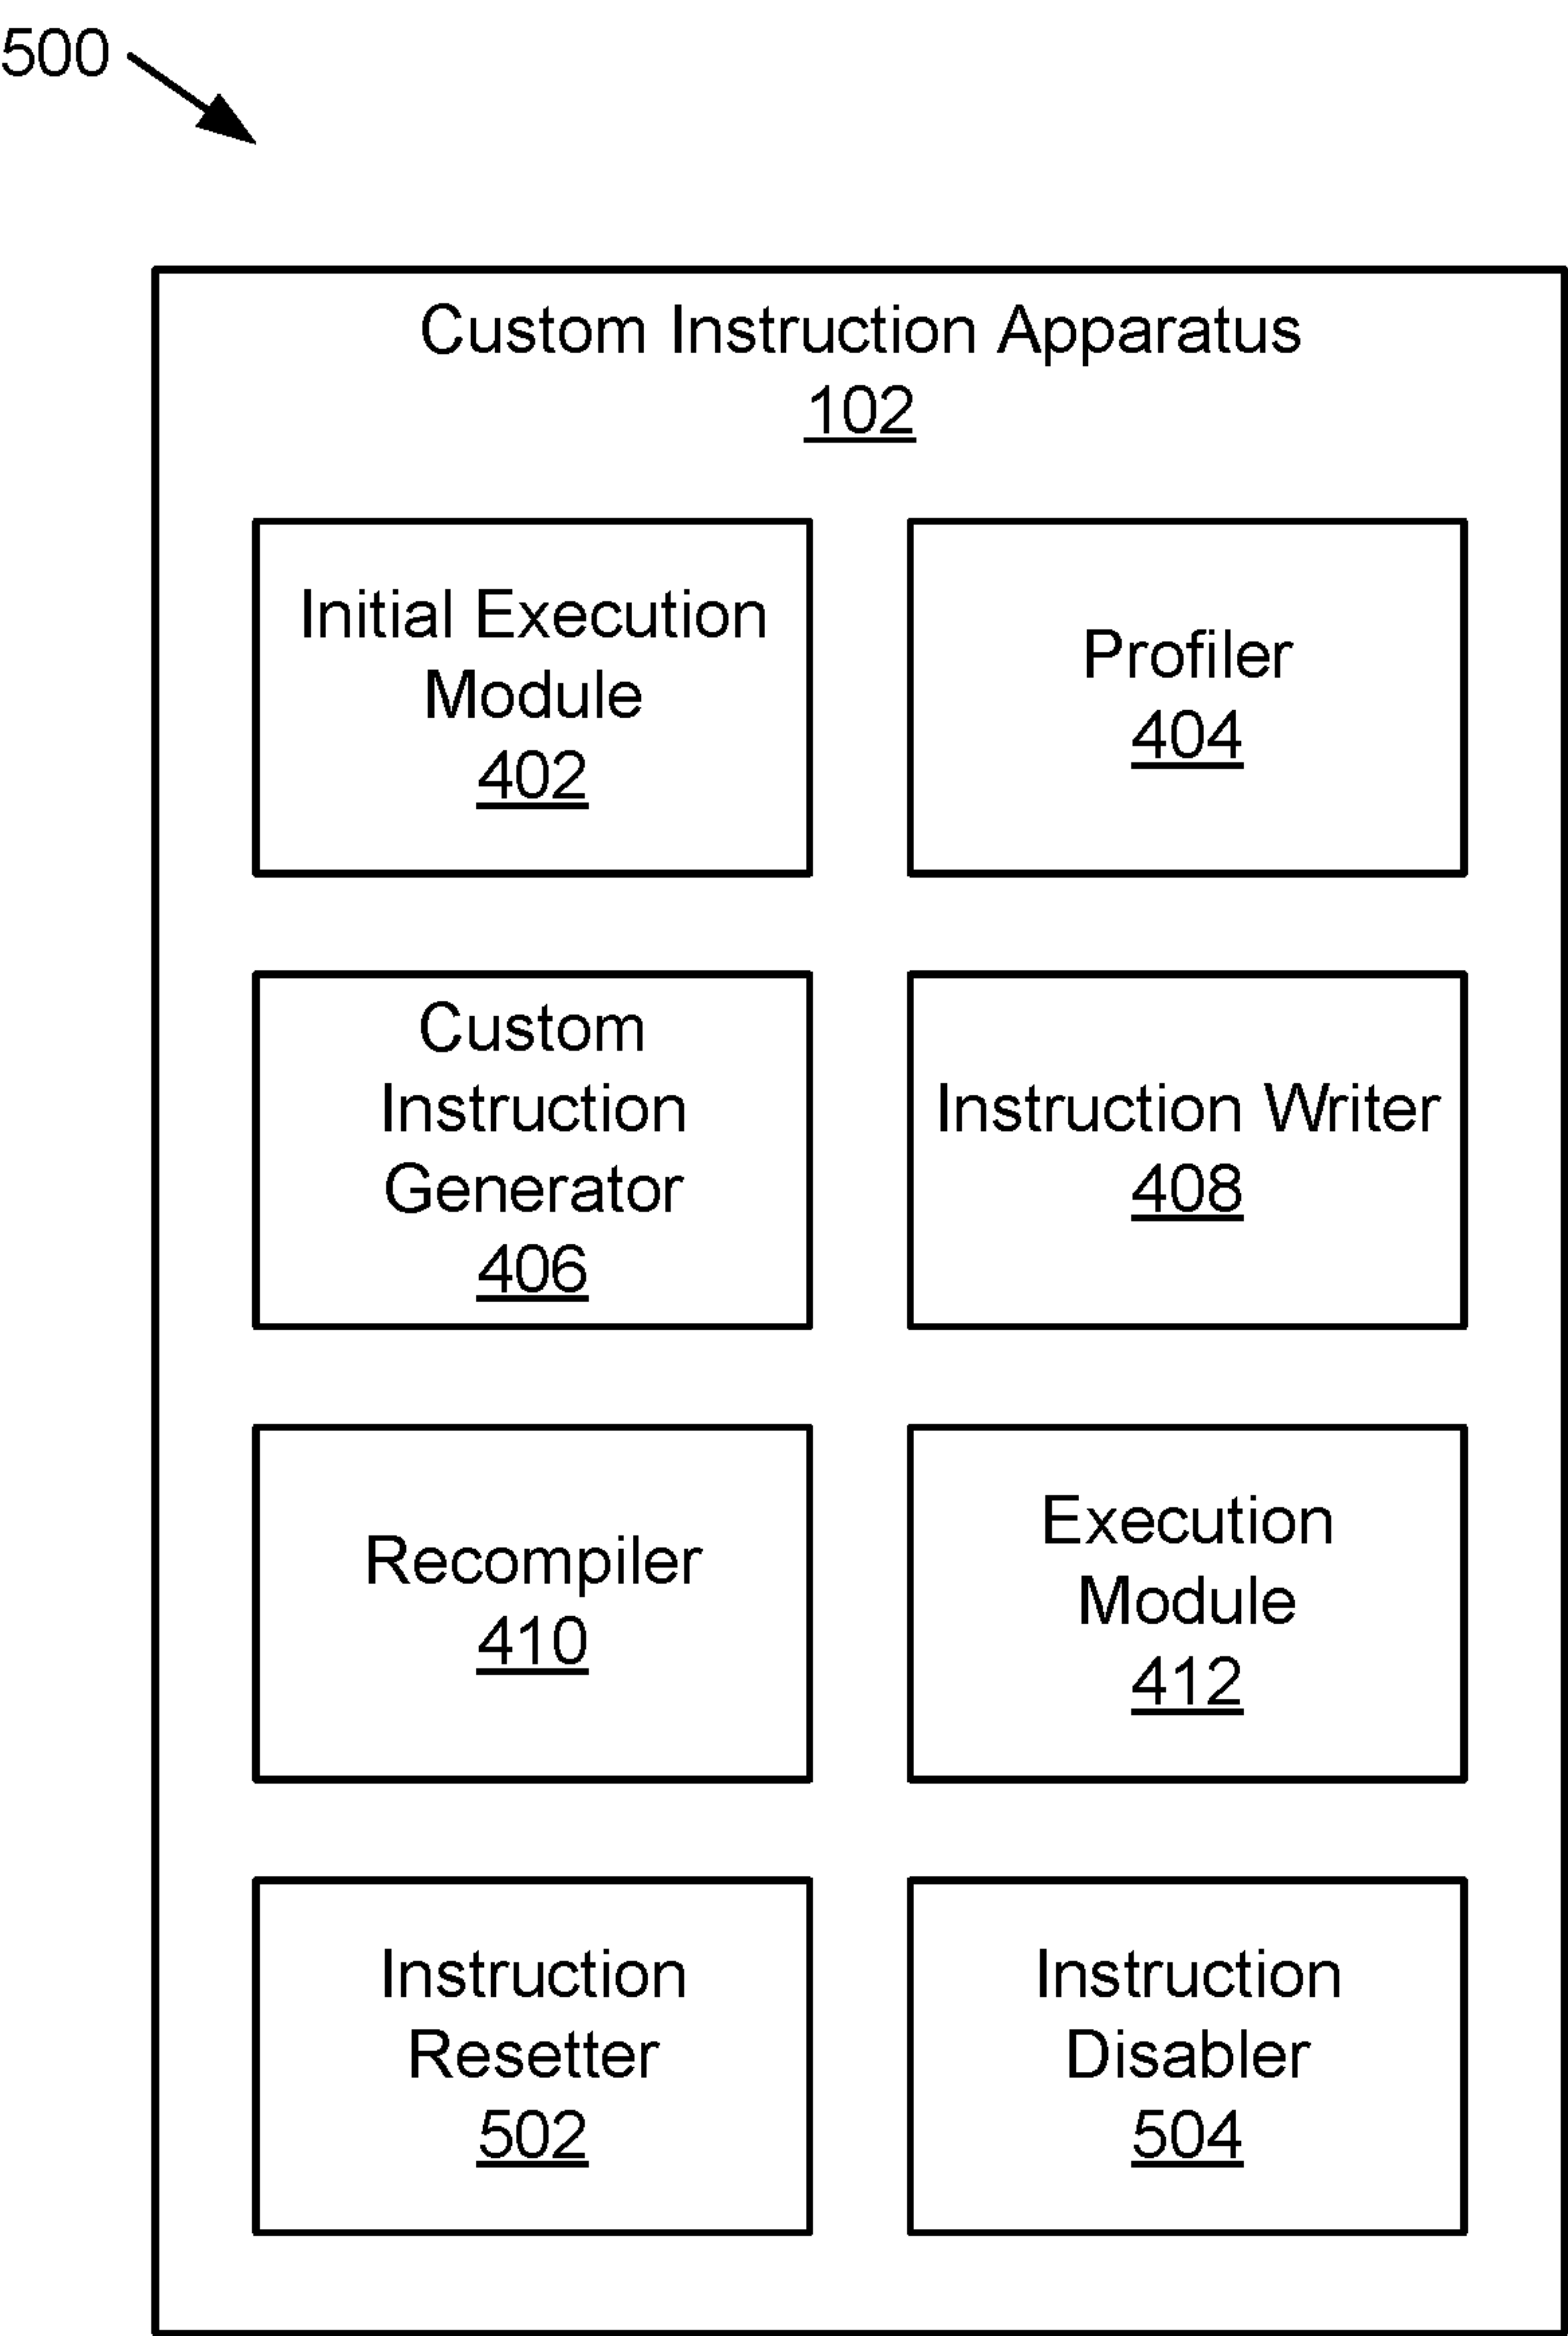 500
Custom Instruction Apparatus
102
Initial Execution
Module
402
Profiler
404
Custom
Instruction
Generator
406
Instruction Writer
408
Recompiler
410
Execution
Module
412
Instruction
Resetter
502
Instruction
Disabler
504